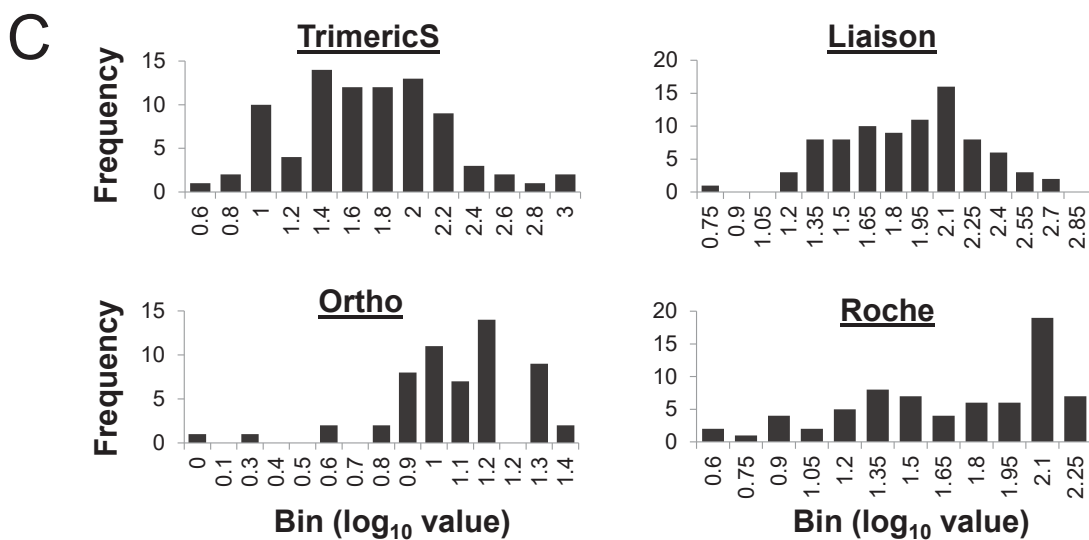 C
TrimericS
Frequency
15
10
5
0
0.6 0.8 1 1.2 1.4 1.6 1.8 2 2.2 2.4 2.6 2.8 3
Liaison
20
15
10
5
0
0.75 0.9 1.05 1.2 1.35 1.5 1.65 1.8 1.95 2.1 2.25 2.4 2.55 2.7 2.85
Ortho
Frequency
15
10
5
0
0 0.1 0.3 0.4 0.5 0.6 0.7 0.8 0.9 1 1.1 1.2 1.2 1.3 1.4
Bin (log₁₀ value)
Roche
20
15
10
5
0
0.6 0.75 0.9 1.05 1.2 1.35 1.5 1.65 1.8 1.95 2.1 2.25
Bin (log₁₀ value)